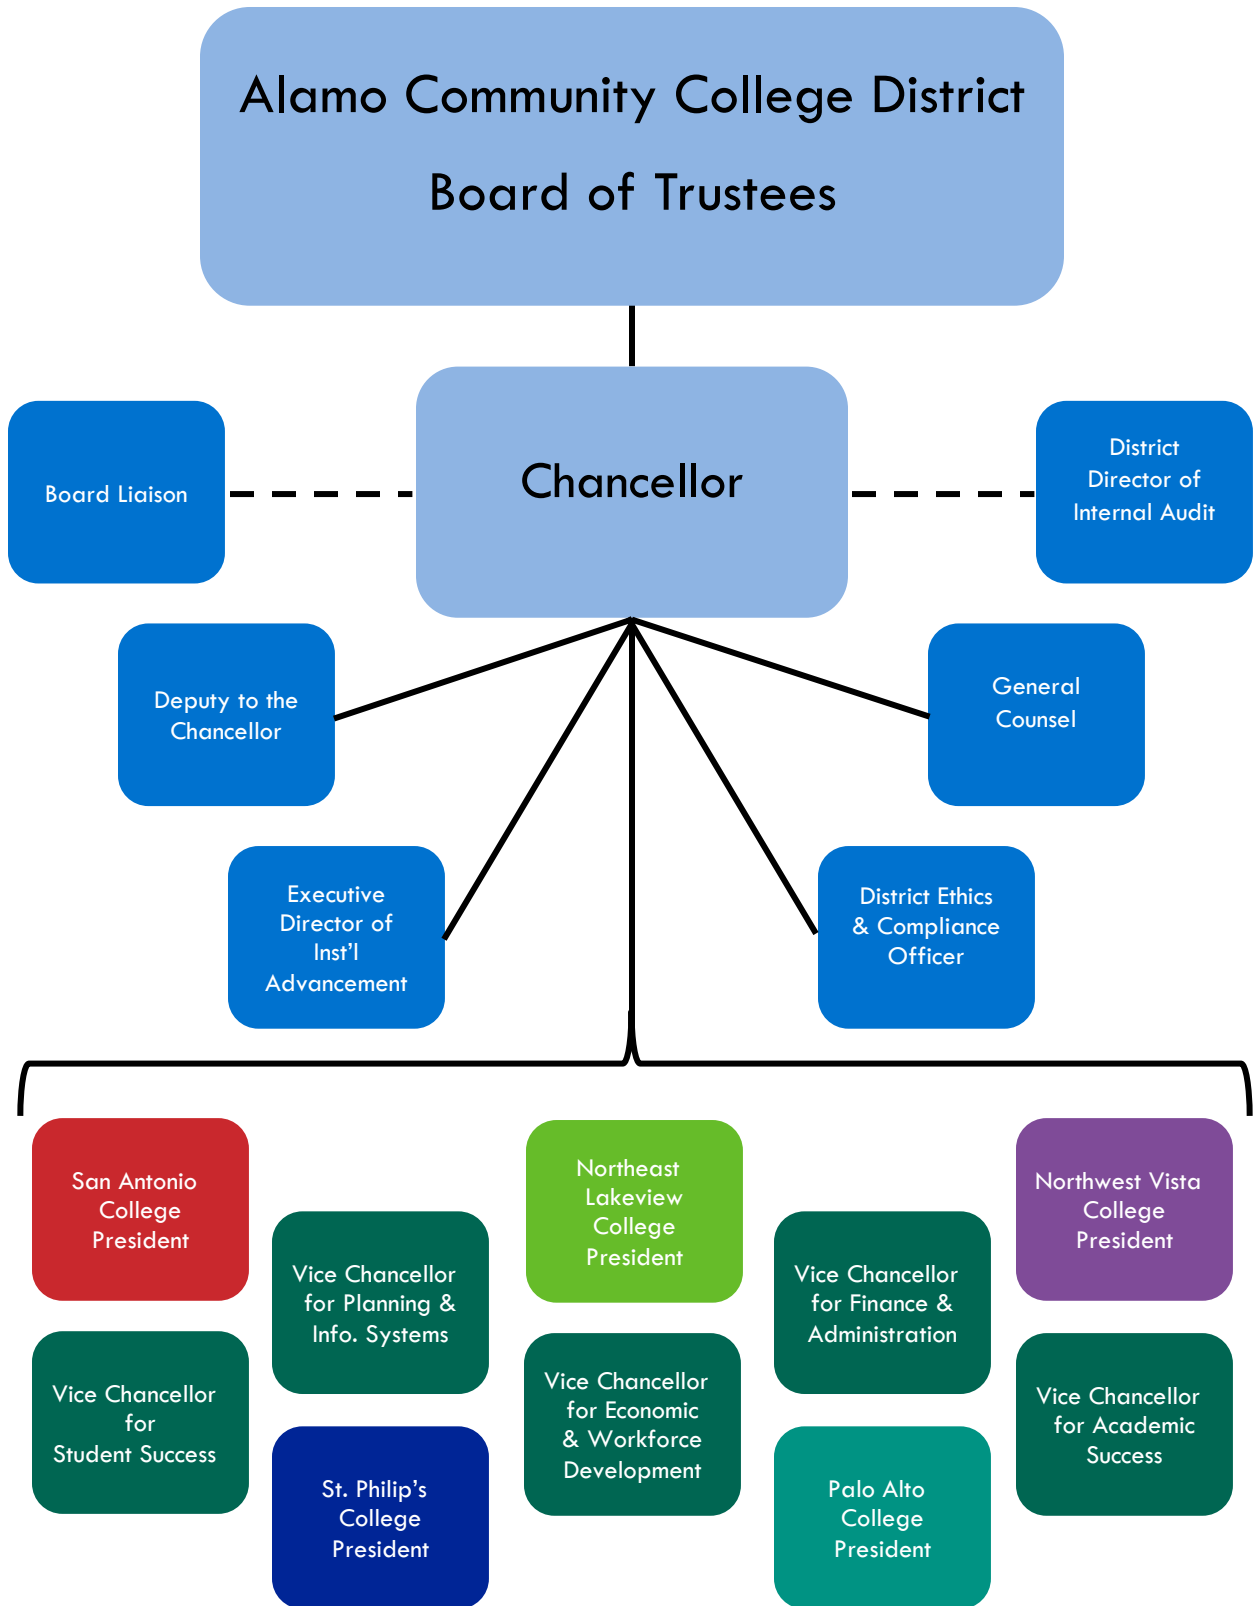 Alamo Community College District
Board of Trustees
Chancellor
Board Liaison
District
Director of
Internal Audit
Deputy to the
Chancellor
General
Counsel
Executive
Director of
Inst’l
Advancement
District Ethics
& Compliance
Officer
San Antonio
College
President
Northeast
Lakeview
College
President
Northwest Vista
College
President
Vice Chancellor
for Planning &
Info. Systems
Vice Chancellor
for Finance &
Administration
Vice Chancellor
for
Student Success
Vice Chancellor
for Economic
& Workforce
Development
Vice Chancellor
for Academic
Success
St. Philip’s
College
President
Palo Alto
College
President